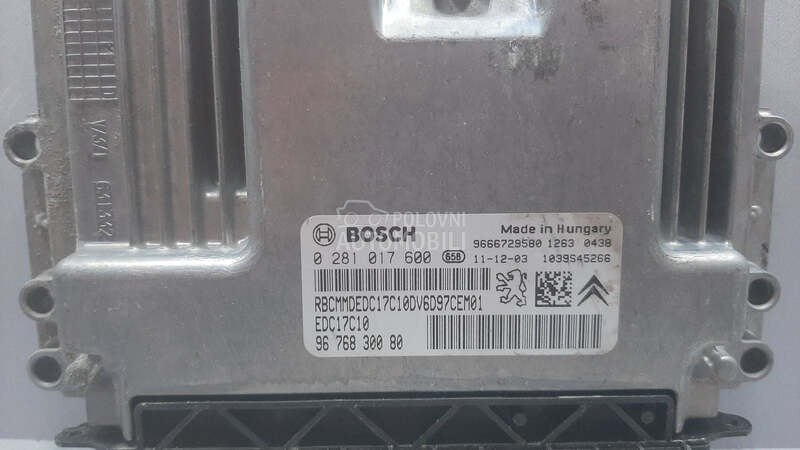 BOSCH
Made in Hungary
9666729580 1263 0438
0 281 017 600 658 11-12-03 1039S45266
RBCMMDEDC17C10DV6D97CEM01
EDC17C10
96 768 300 80
POLOVNI
AUTOMOBILI